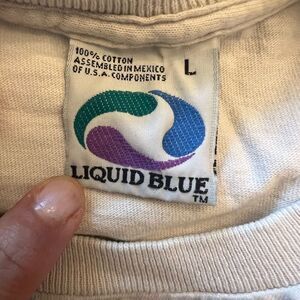 100% COTTON
ASSEMBLED IN MEXICO
OF U.S.A. COMPONENTS
L
LIQUID BLUE
TM